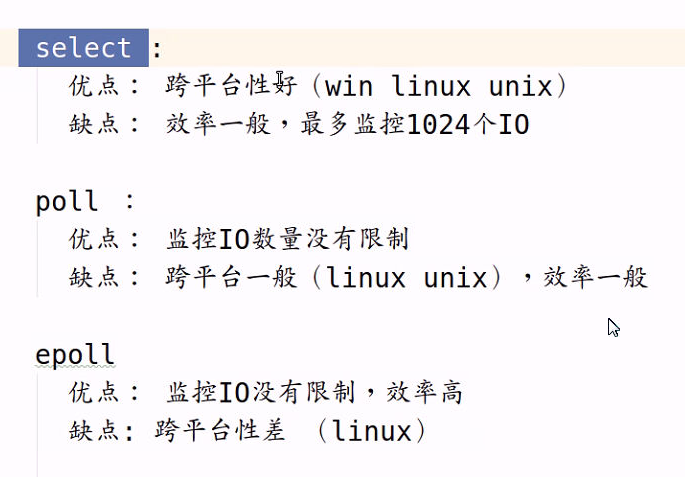 select :
优点： 跨平台性好（win linux unix）
缺点： 效率一般，最多监控1024个IO
poll ：
优点： 监控IO数量没有限制
缺点： 跨平台一般（linux unix），效率一般
epoll
优点： 监控IO没有限制，效率高
缺点: 跨平台性差 （linux）